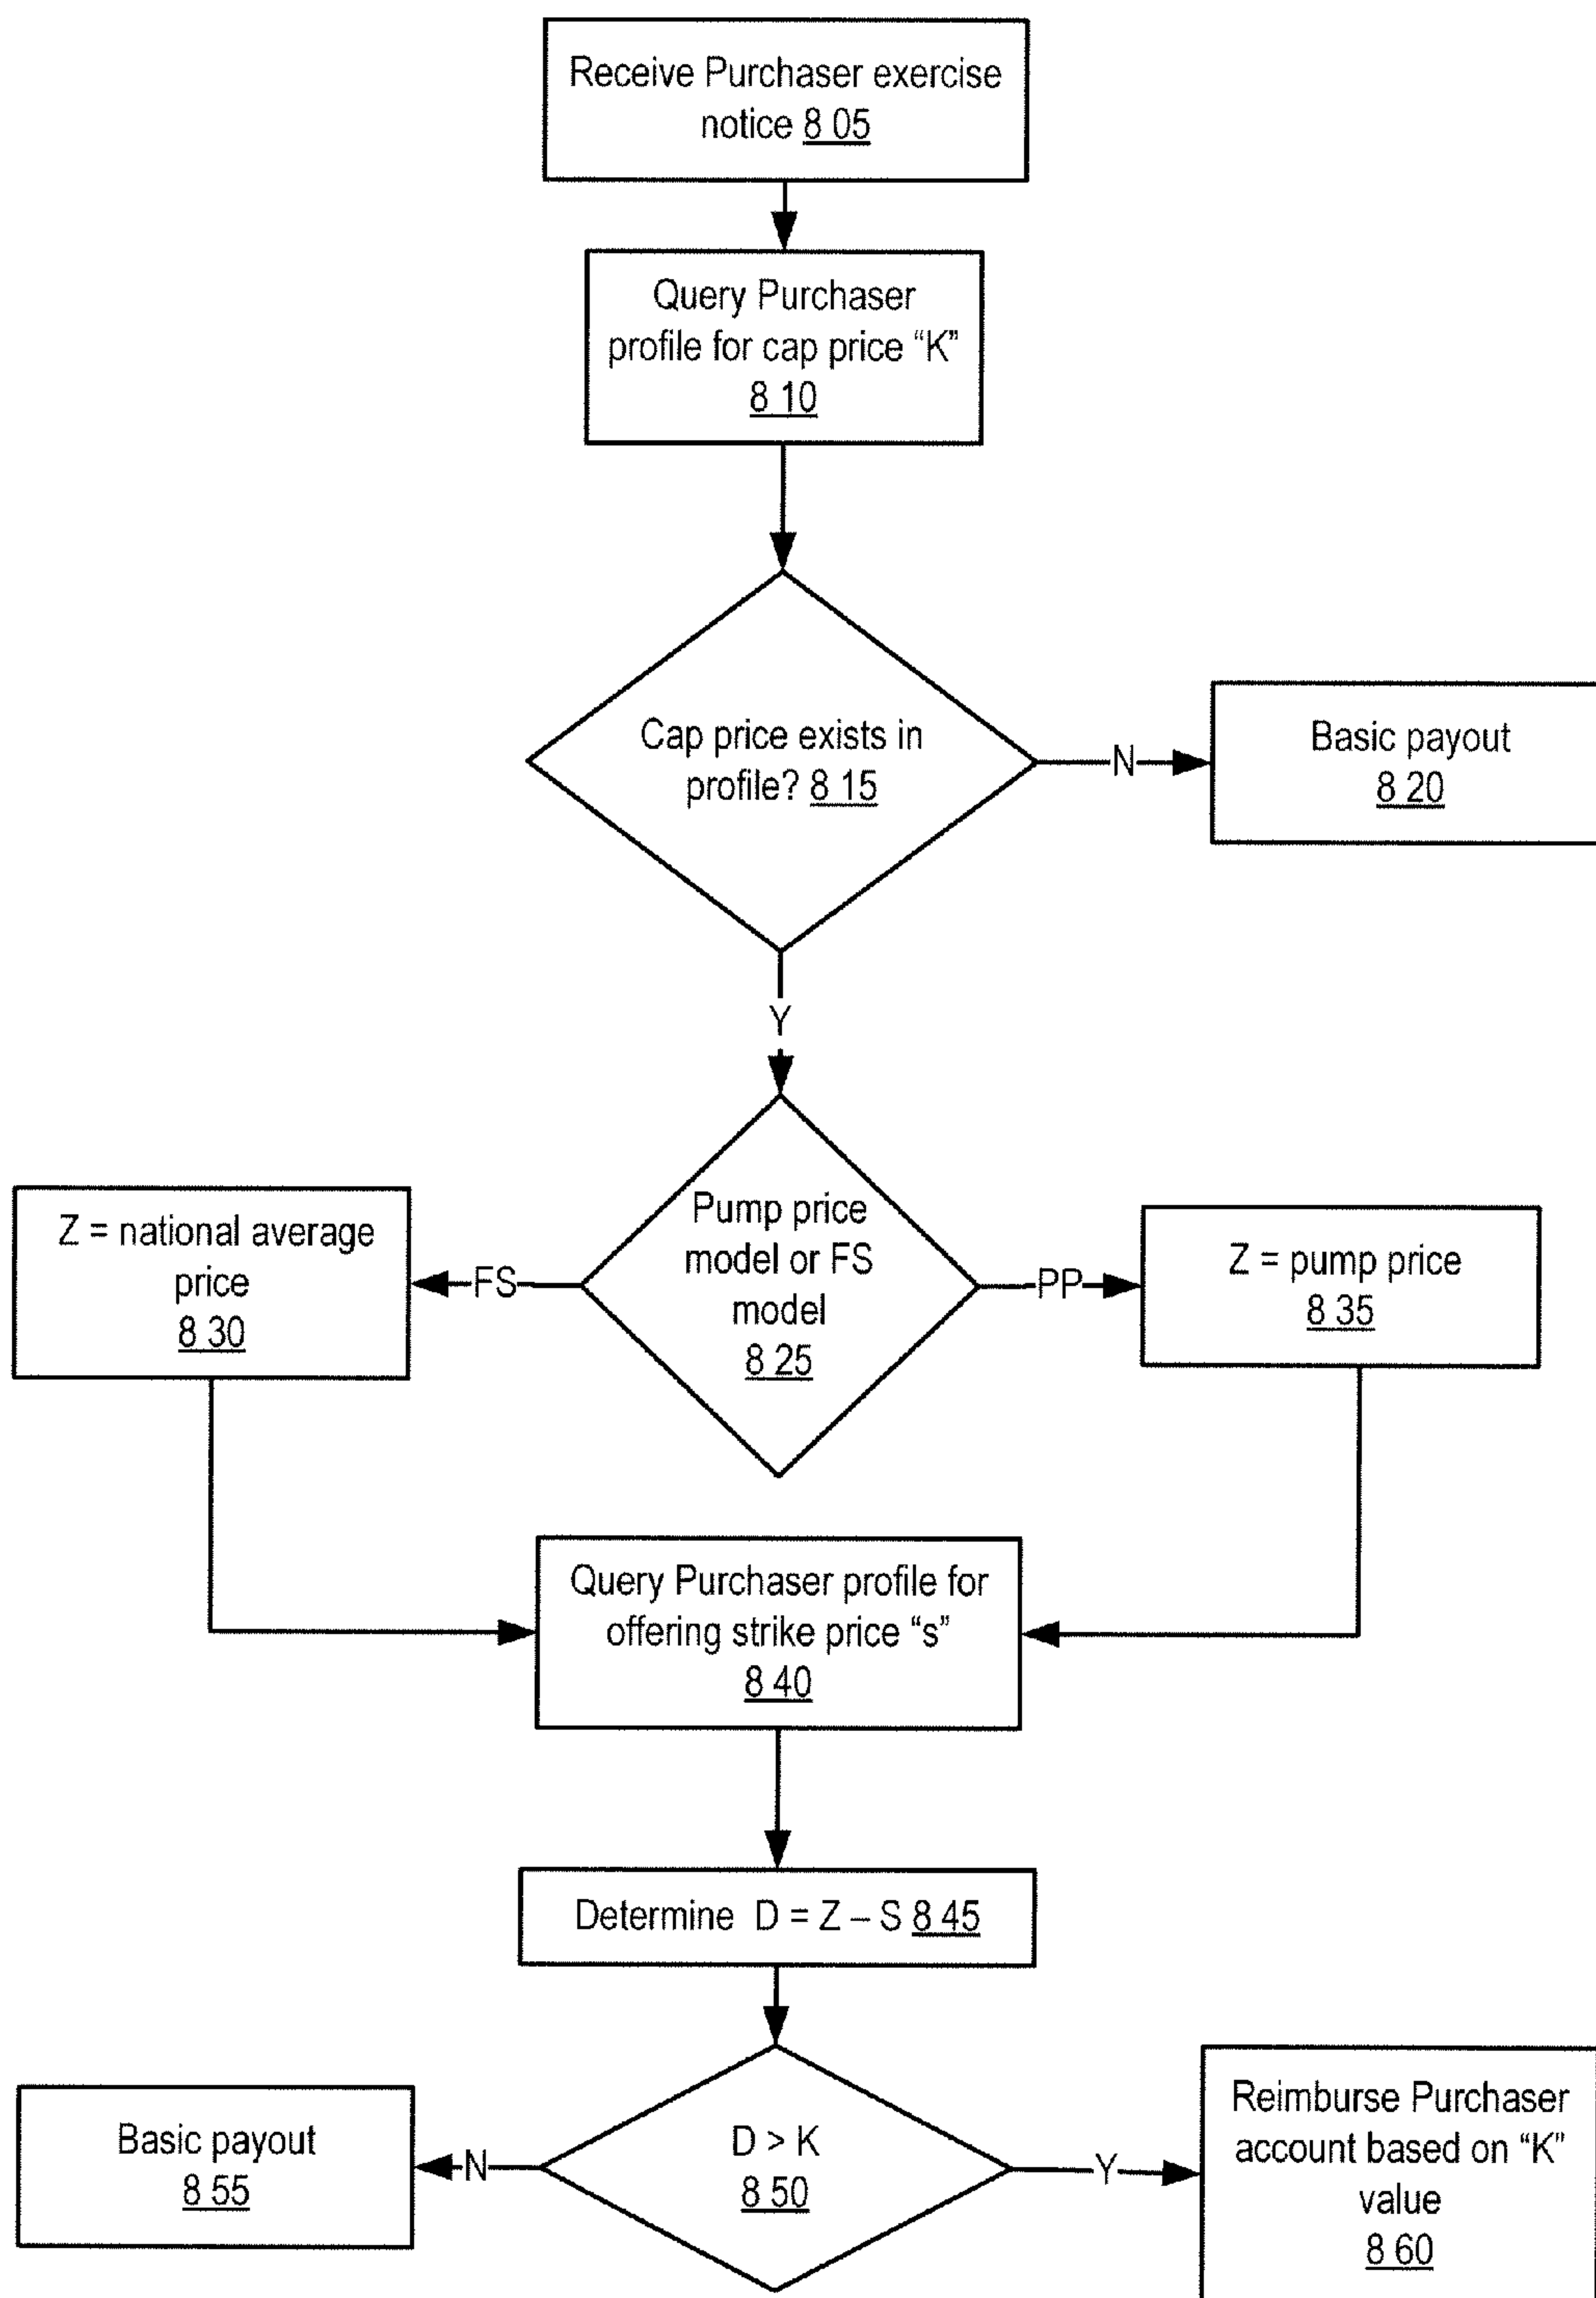 Receive Purchaser exercise
notice 8 05
Query Purchaser
profile for cap price “K”
8 10
Cap price exists in
profile? 8 15
N
Basic payout
8 20
Y
Z = national average
price
8 30
FS
Pump price
model or FS
model
8 25
PP
Z = pump price
8 35
Query Purchaser profile for
offering strike price “s”
8 40
Determine D = Z – S 8 45
Basic payout
8 55
N
D > K
8 50
Y
Reimburse Purchaser
account based on “K”
value
8 60